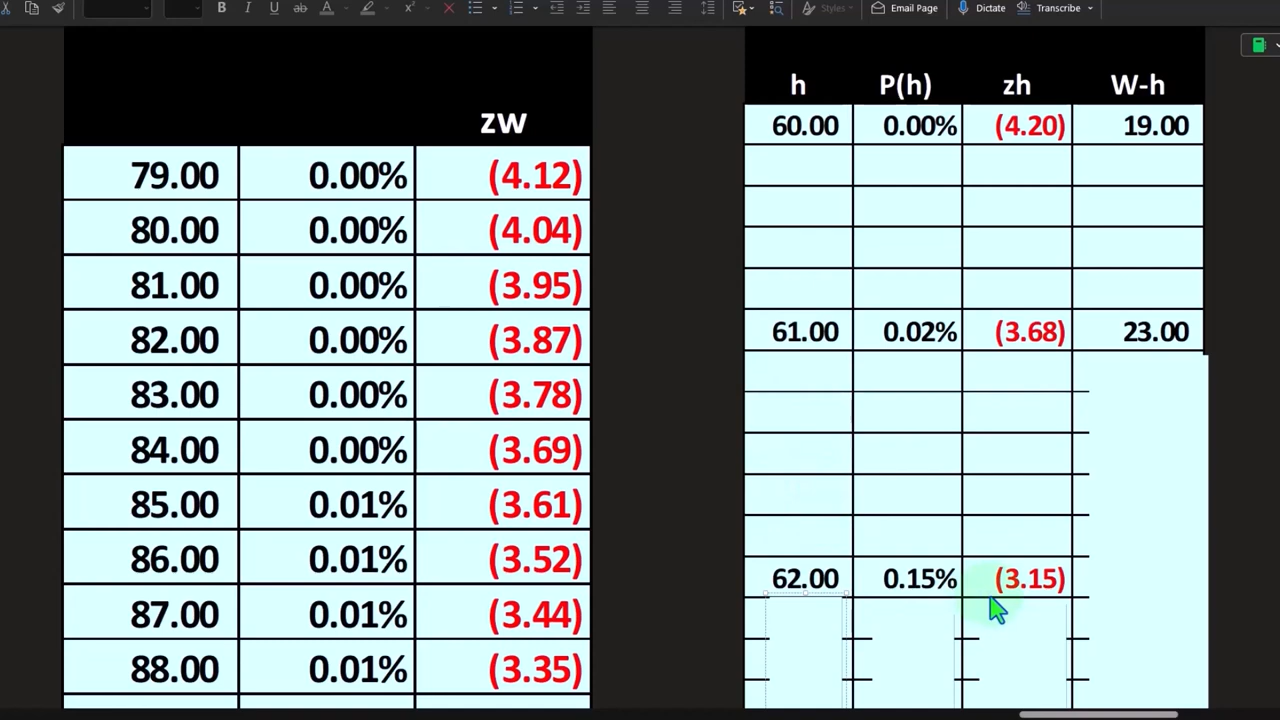 B I U ab A x
Styles Email Page Dictate Transcribe
zw
79.00 0.00% (4.12)
80.00 0.00% (4.04)
81.00 0.00% (3.95)
82.00 0.00% (3.87)
83.00 0.00% (3.78)
84.00 0.00% (3.69)
85.00 0.01% (3.61)
86.00 0.01% (3.52)
87.00 0.01% (3.44)
88.00 0.01% (3.35)
h P(h) zh W-h
60.00 0.00% (4.20) 19.00
61.00 0.02% (3.68) 23.00
62.00 0.15% (3.15)